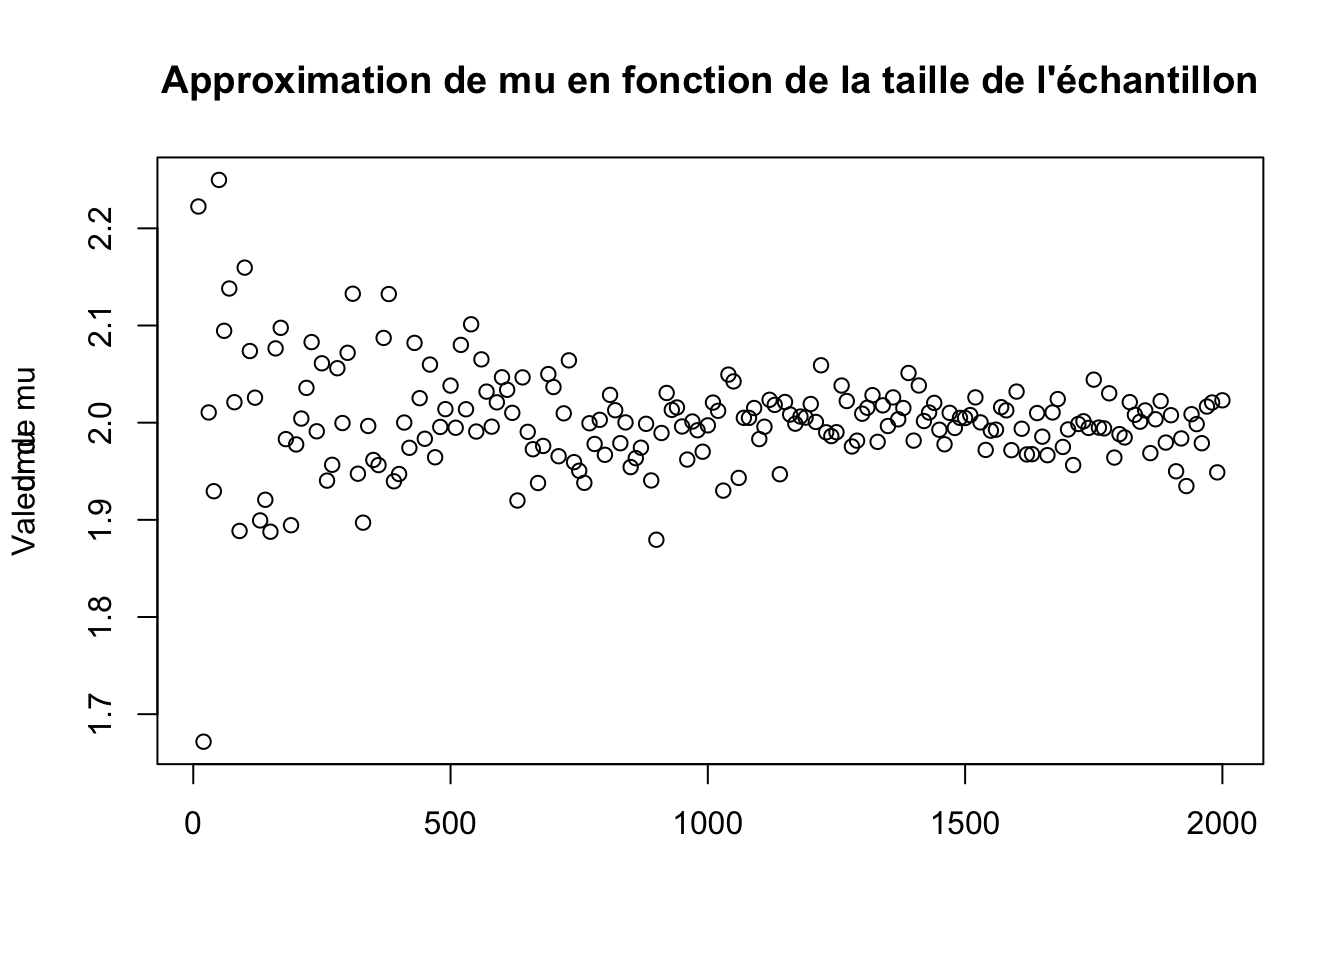 Approximation de mu en fonction de la taille de l'échantillon
mu
2.2
2.1
2.0
1.9
1.8
1.7
0 500 1000 1500 2000